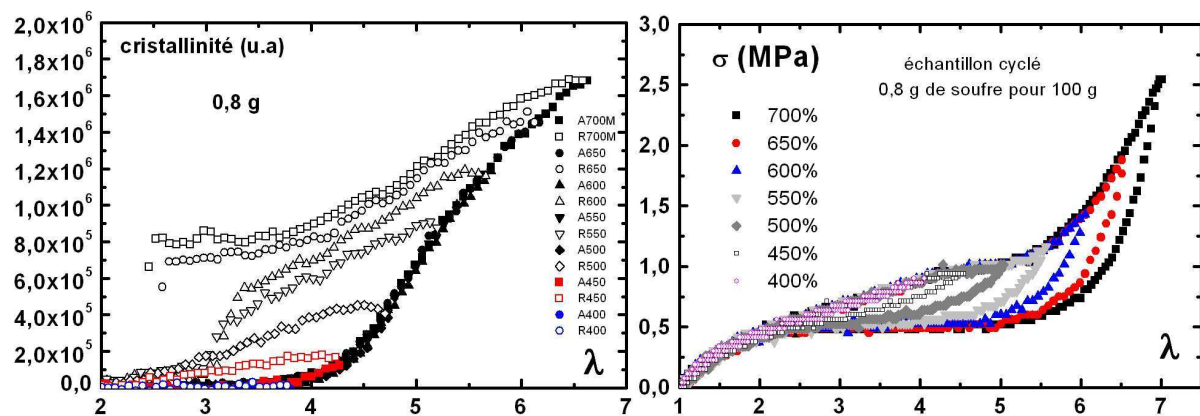 2,0x10⁶
cristallinité (u.a)
1,8x10⁶
1,6x10⁶
0,8 g
1,4x10⁶
1,2x10⁶
1,0x10⁶
8,0x10⁵
6,0x10⁵
4,0x10⁵
2,0x10⁵
0,0
A700M
R700M
A650
R650
A600
R600
A550
R550
A500
R500
A450
R450
A400
R400
λ
2 3 4 5 6 7
3,0
2,5
2,0
1,5
1,0
0,5
0,0
σ (MPa)
échantillon cyclé
0,8 g de soufre pour 100 g
700%
650%
600%
550%
500%
450%
400%
λ
1 2 3 4 5 6 7